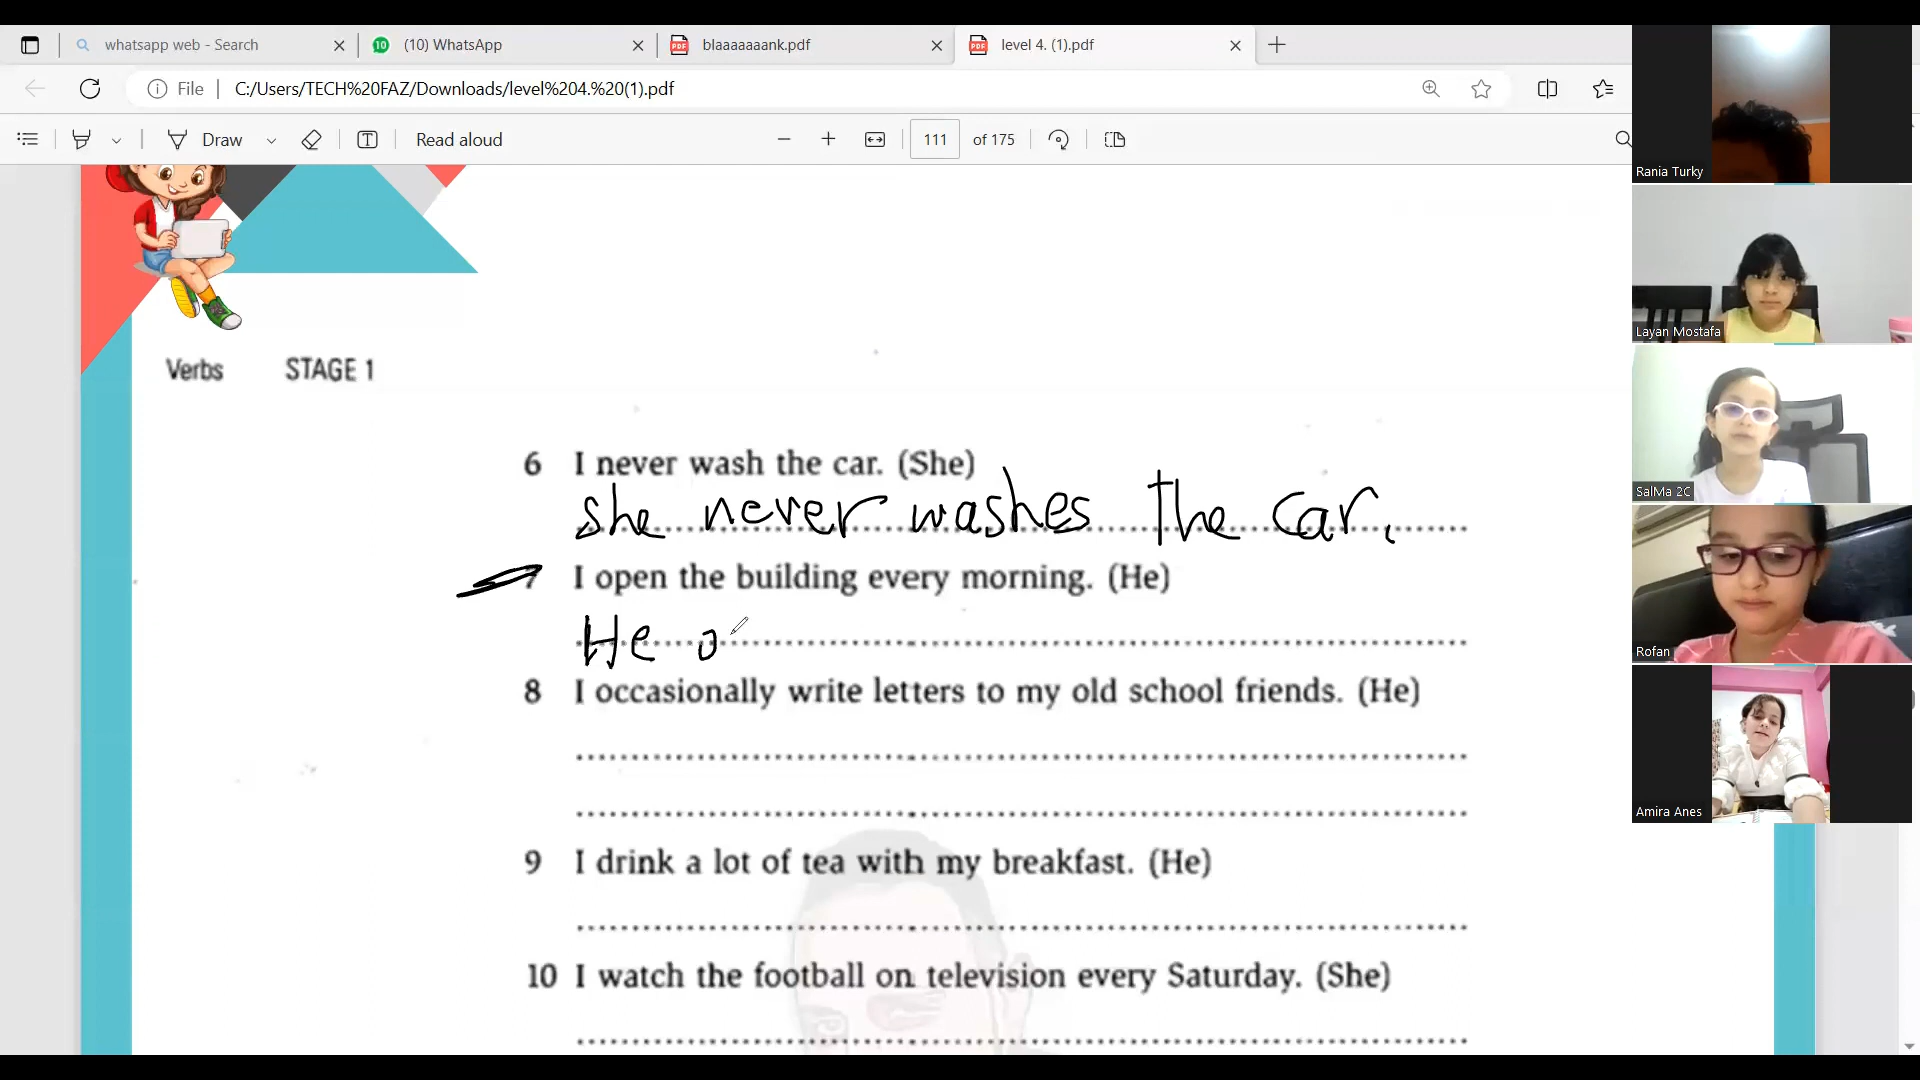 whatsapp web - Search
(10) WhatsApp
blaaaaaaank.pdf
level 4. (1).pdf
File
C:/Users/TECH%20FAZ/Downloads/level%204.%20(1).pdf
Draw
Read aloud
111
of 175
Verbs STAGE 1
6 I never wash the car. (She)
she never washes the car.
7 I open the building every morning. (He)
He o
8 I occasionally write letters to my old school friends. (He)
9 I drink a lot of tea with my breakfast. (He)
10 I watch the football on television every Saturday. (She)
Rania Turky
Layan Mostafa
SalMa 2C
Rofan
Amira Anes